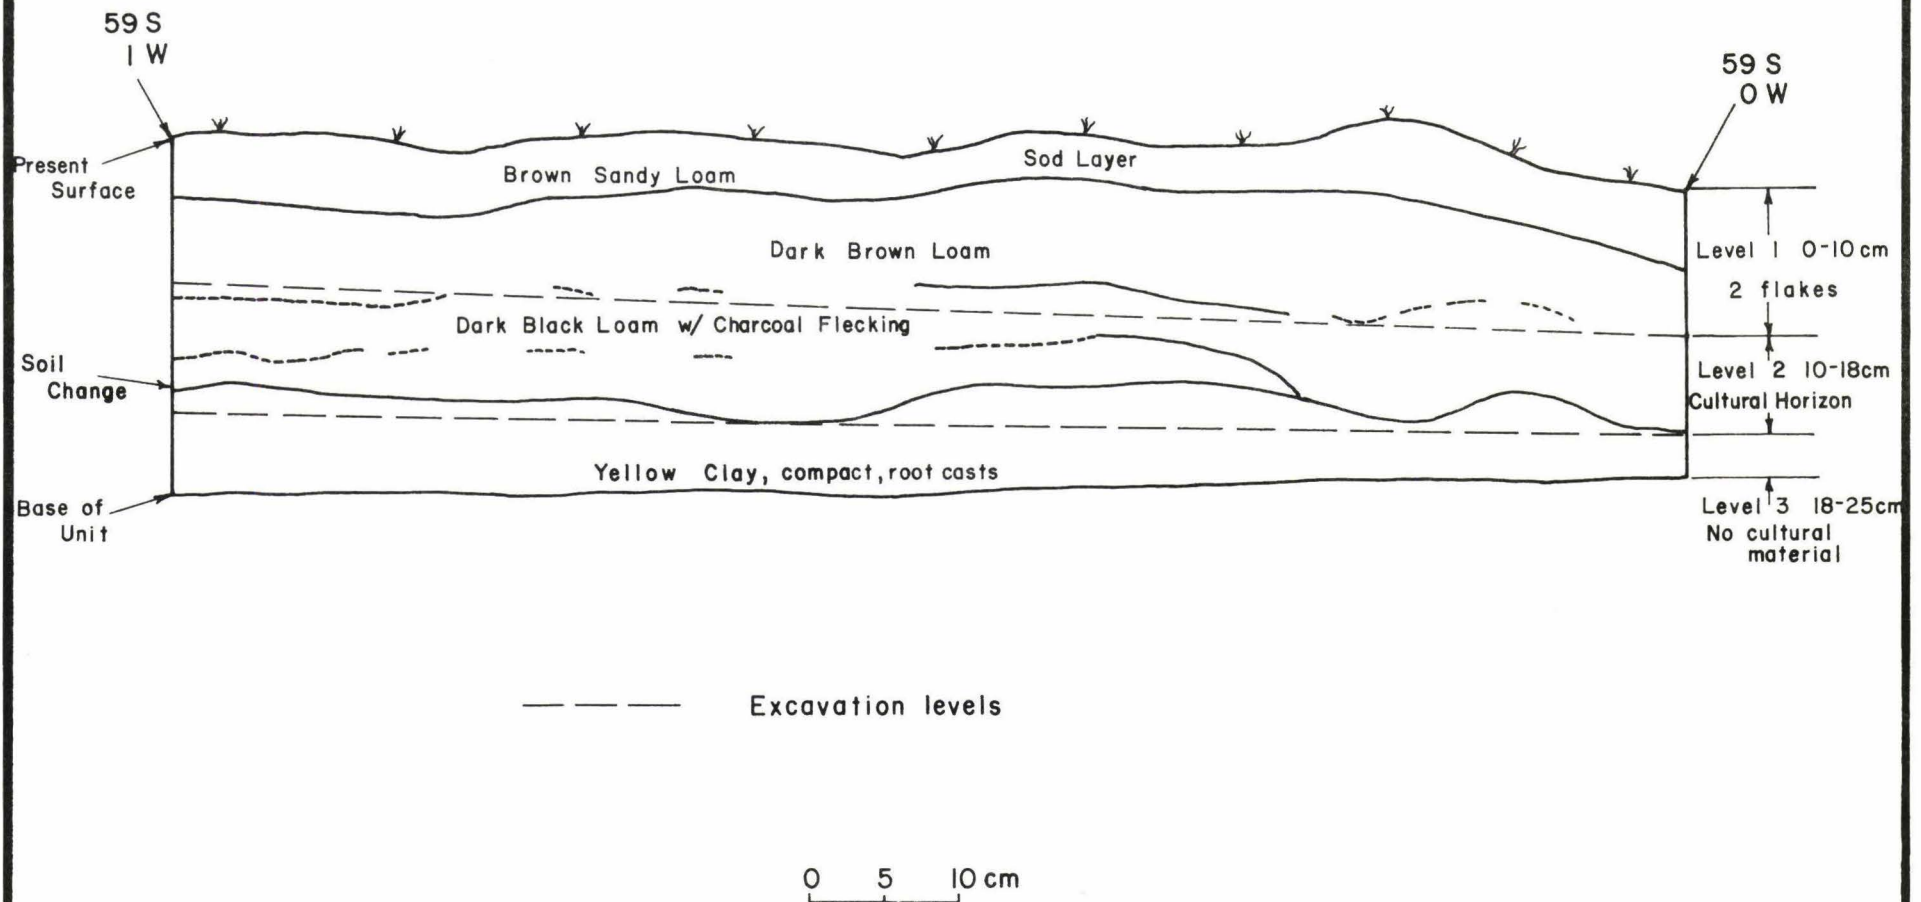 59 S
1 W
59 S
0 W
Present
Surface
Sod Layer
Brown Sandy Loam
Dark Brown Loam
Level 1 0-10 cm
2 flakes
Dark Black Loam w/ Charcoal Flecking
Soil
Change
Level 2 10-18cm
Cultural Horizon
Yellow Clay, compact, root casts
Base of
Unit
Level 3 18-25cm
No cultural
material
Excavation levels
0 5 10 cm